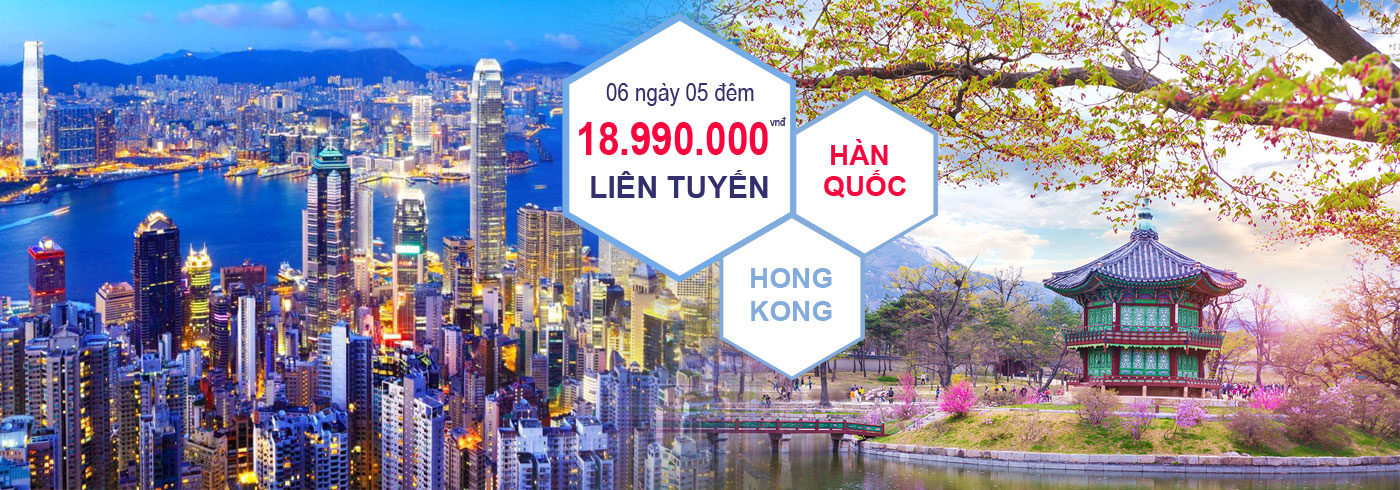 06 ngày 05 đêm
18.990.000 vnđ
LIÊN TUYẾN
HÀN
QUỐC
HONG
KONG